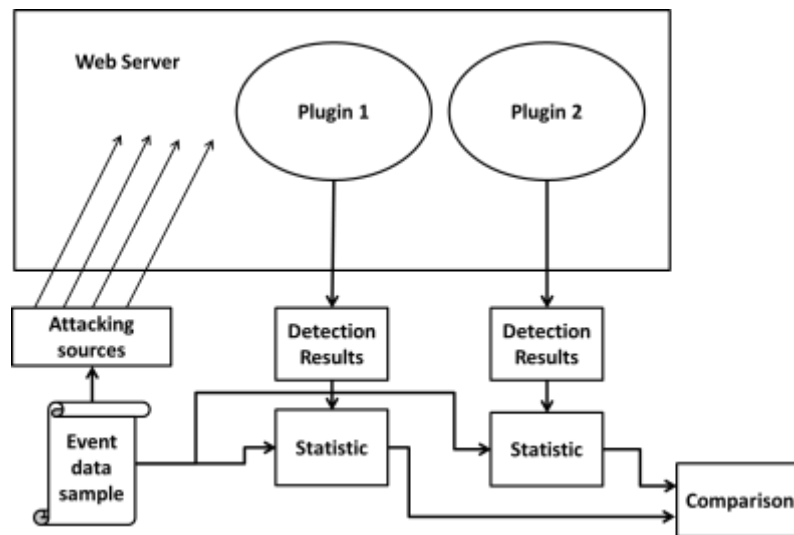 Web Server
Plugin 1
Plugin 2
Attacking
sources
Detection
Results
Detection
Results
Event
data
sample
Statistic
Statistic
Comparison